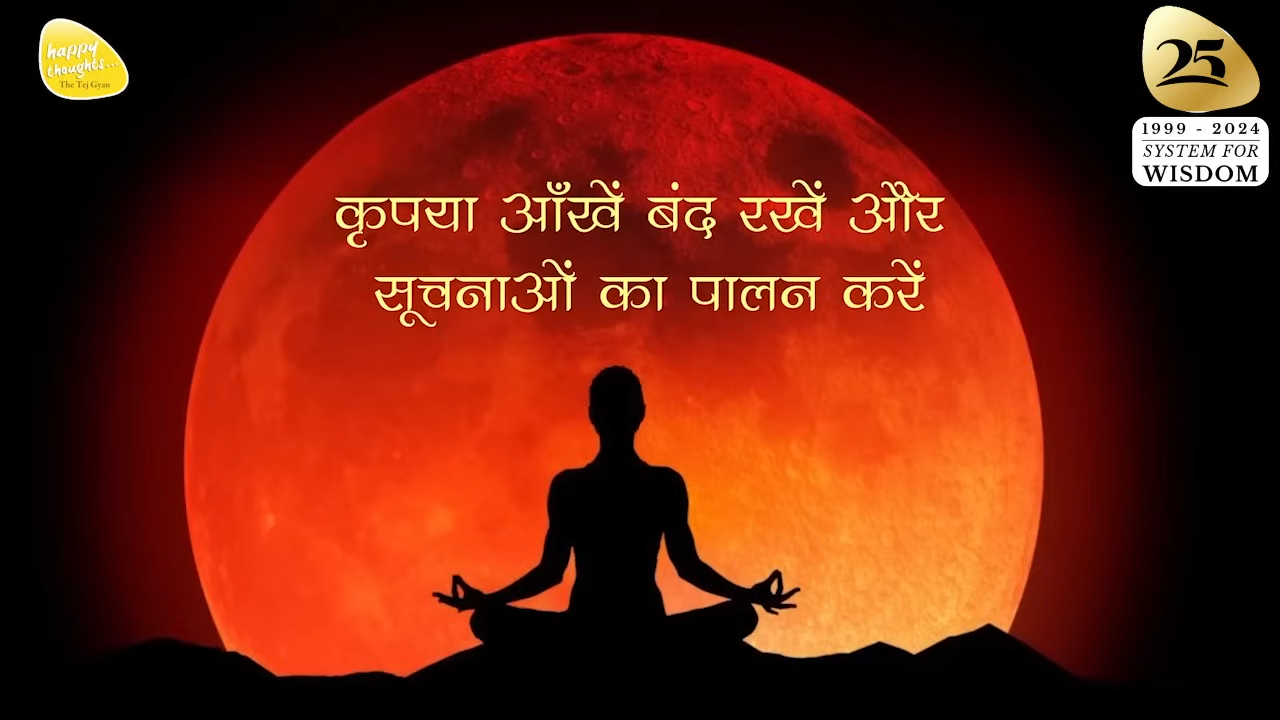 happy
thoughts...
The Tej Gyan
25
1999 - 2024
SYSTEM FOR
WISDOM
कृपया आँखें बंद रखें और
सूचनाओं का पालन करें